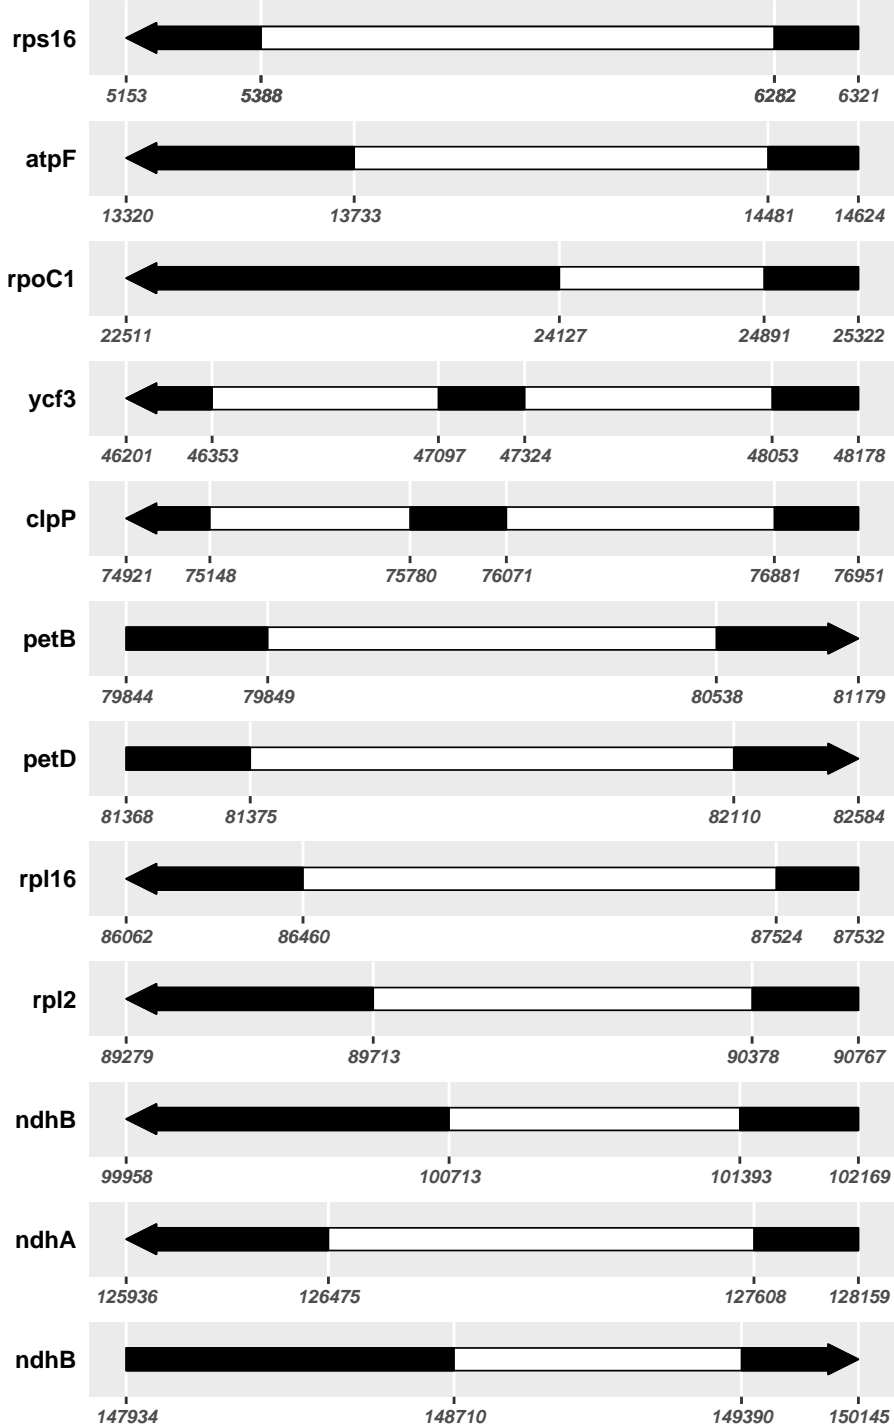 rps16
5153 5388 6282 6321
atpF
13320 13733 14481 14624
rpoC1
22511 24127 24891 25322
ycf3
46201 46353 47097 47324 48053 48178
clpP
74921 75148 75780 76071 76881 76951
petB
79844 79849 80538 81179
petD
81368 81375 82110 82584
rpl16
86062 86460 87524 87532
rpl2
89279 89713 90378 90767
ndhB
99958 100713 101393 102169
ndhA
125936 126475 127608 128159
ndhB
147934 148710 149390 150145